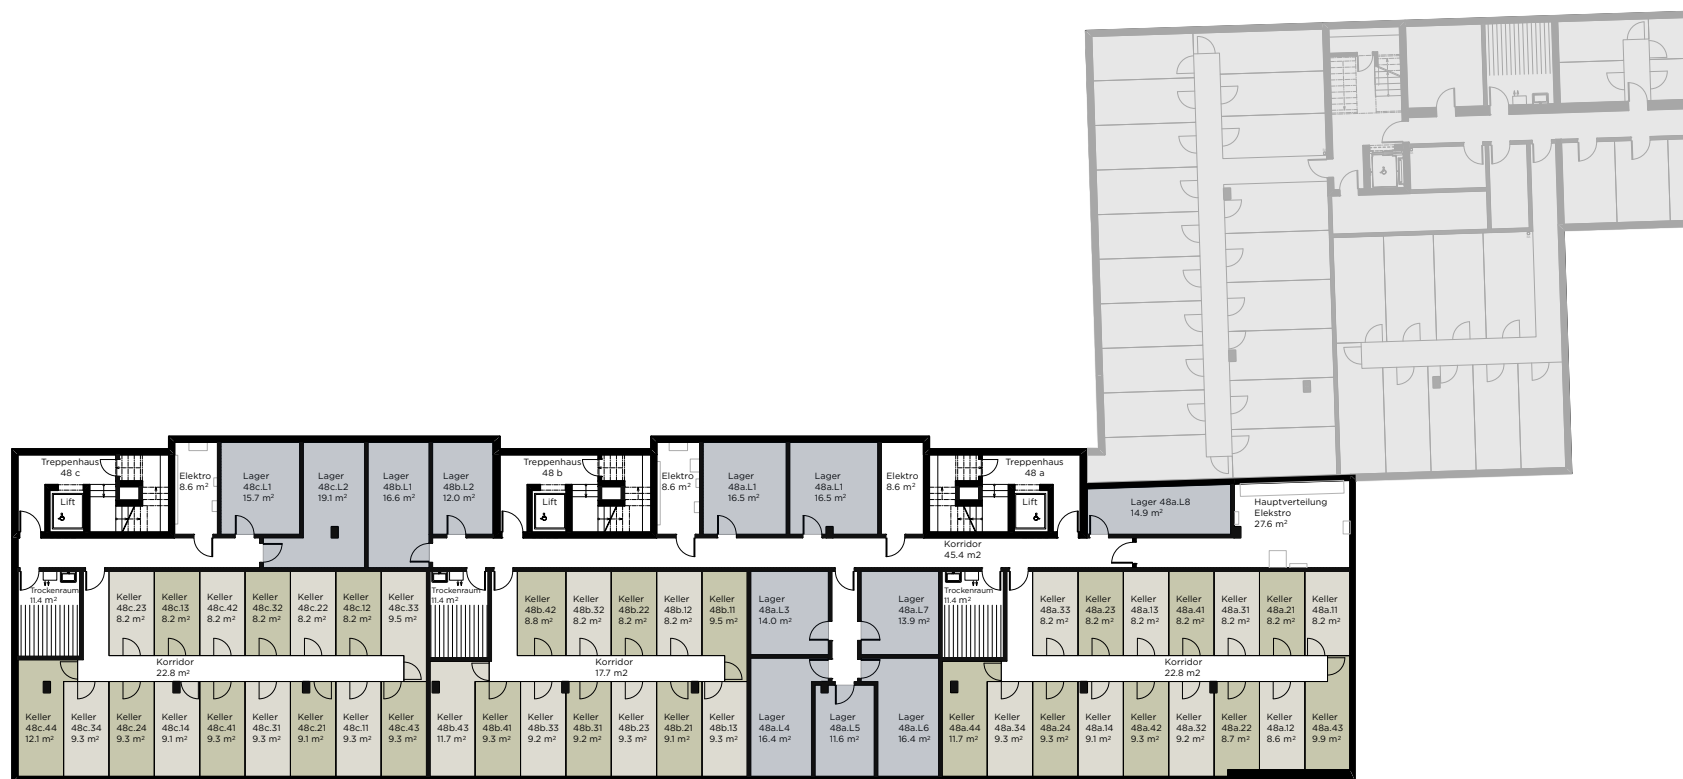 Treppenhaus
48 c
Lift
Elektro
8.6 m²
Lager
48c.L1
15.7 m²
Lager
48c.L2
19.1 m²
Lager
48b.L1
16.6 m²
Lager
48b.L2
12.0 m²
Treppenhaus
48 b
Lift
Elektro
8.6 m²
Lager
48a.L1
16.5 m²
Lager
48a.L1
16.5 m²
Elektro
8.6 m²
Treppenhaus
48 a
Lift
Lager 48a.L8
14.9 m²
Hauptverteilung
Elekstro
27.6 m²
Korridor
45.4 m2
Trockenraum
11.4 m²
Keller
48c.23
8.2 m²
Keller
48c.13
8.2 m²
Keller
48c.42
8.2 m²
Keller
48c.32
8.2 m²
Keller
48c.22
8.2 m²
Keller
48c.12
8.2 m²
Keller
48c.33
9.5 m²
Trockenraum
11.4 m²
Keller
48b.42
8.8 m²
Keller
48b.32
8.2 m²
Keller
48b.22
8.2 m²
Keller
48b.12
8.2 m²
Keller
48b.11
9.5 m²
Lager
48a.L3
14.0 m²
Lager
48a.L7
13.9 m²
Trockenraum
11.4 m²
Keller
48a.33
8.2 m²
Keller
48a.23
8.2 m²
Keller
48a.13
8.2 m²
Keller
48a.41
8.2 m²
Keller
48a.31
8.2 m²
Keller
48a.21
8.2 m²
Keller
48a.11
8.2 m²
Korridor
22.8 m²
Korridor
17.7 m2
Korridor
22.8 m2
Keller
48c.44
12.1 m²
Keller
48c.34
9.3 m²
Keller
48c.24
9.3 m²
Keller
48c.14
9.1 m²
Keller
48c.41
9.3 m²
Keller
48c.31
9.3 m²
Keller
48c.21
9.1 m²
Keller
48c.11
9.3 m²
Keller
48c.43
9.3 m²
Keller
48b.43
11.7 m²
Keller
48b.41
9.3 m²
Keller
48b.33
9.2 m²
Keller
48b.31
9.2 m²
Keller
48b.23
9.3 m²
Keller
48b.21
9.1 m²
Keller
48b.13
9.3 m²
Lager
48a.L4
16.4 m²
Lager
48a.L5
11.6 m²
Lager
48a.L6
16.4 m²
Keller
48a.44
11.7 m²
Keller
48a.34
9.3 m²
Keller
48a.24
9.3 m²
Keller
48a.14
9.1 m²
Keller
48a.42
9.3 m²
Keller
48a.32
9.2 m²
Keller
48a.22
8.7 m²
Keller
48a.12
8.6 m²
Keller
48a.43
9.9 m²